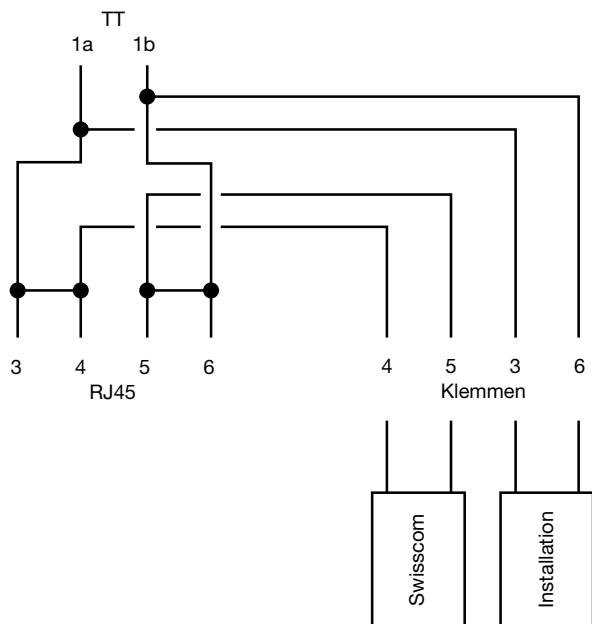 TT
1a 1b
3 4 5 6 4 5 3 6
RJ45 Klemmen
Swisscom
Installation